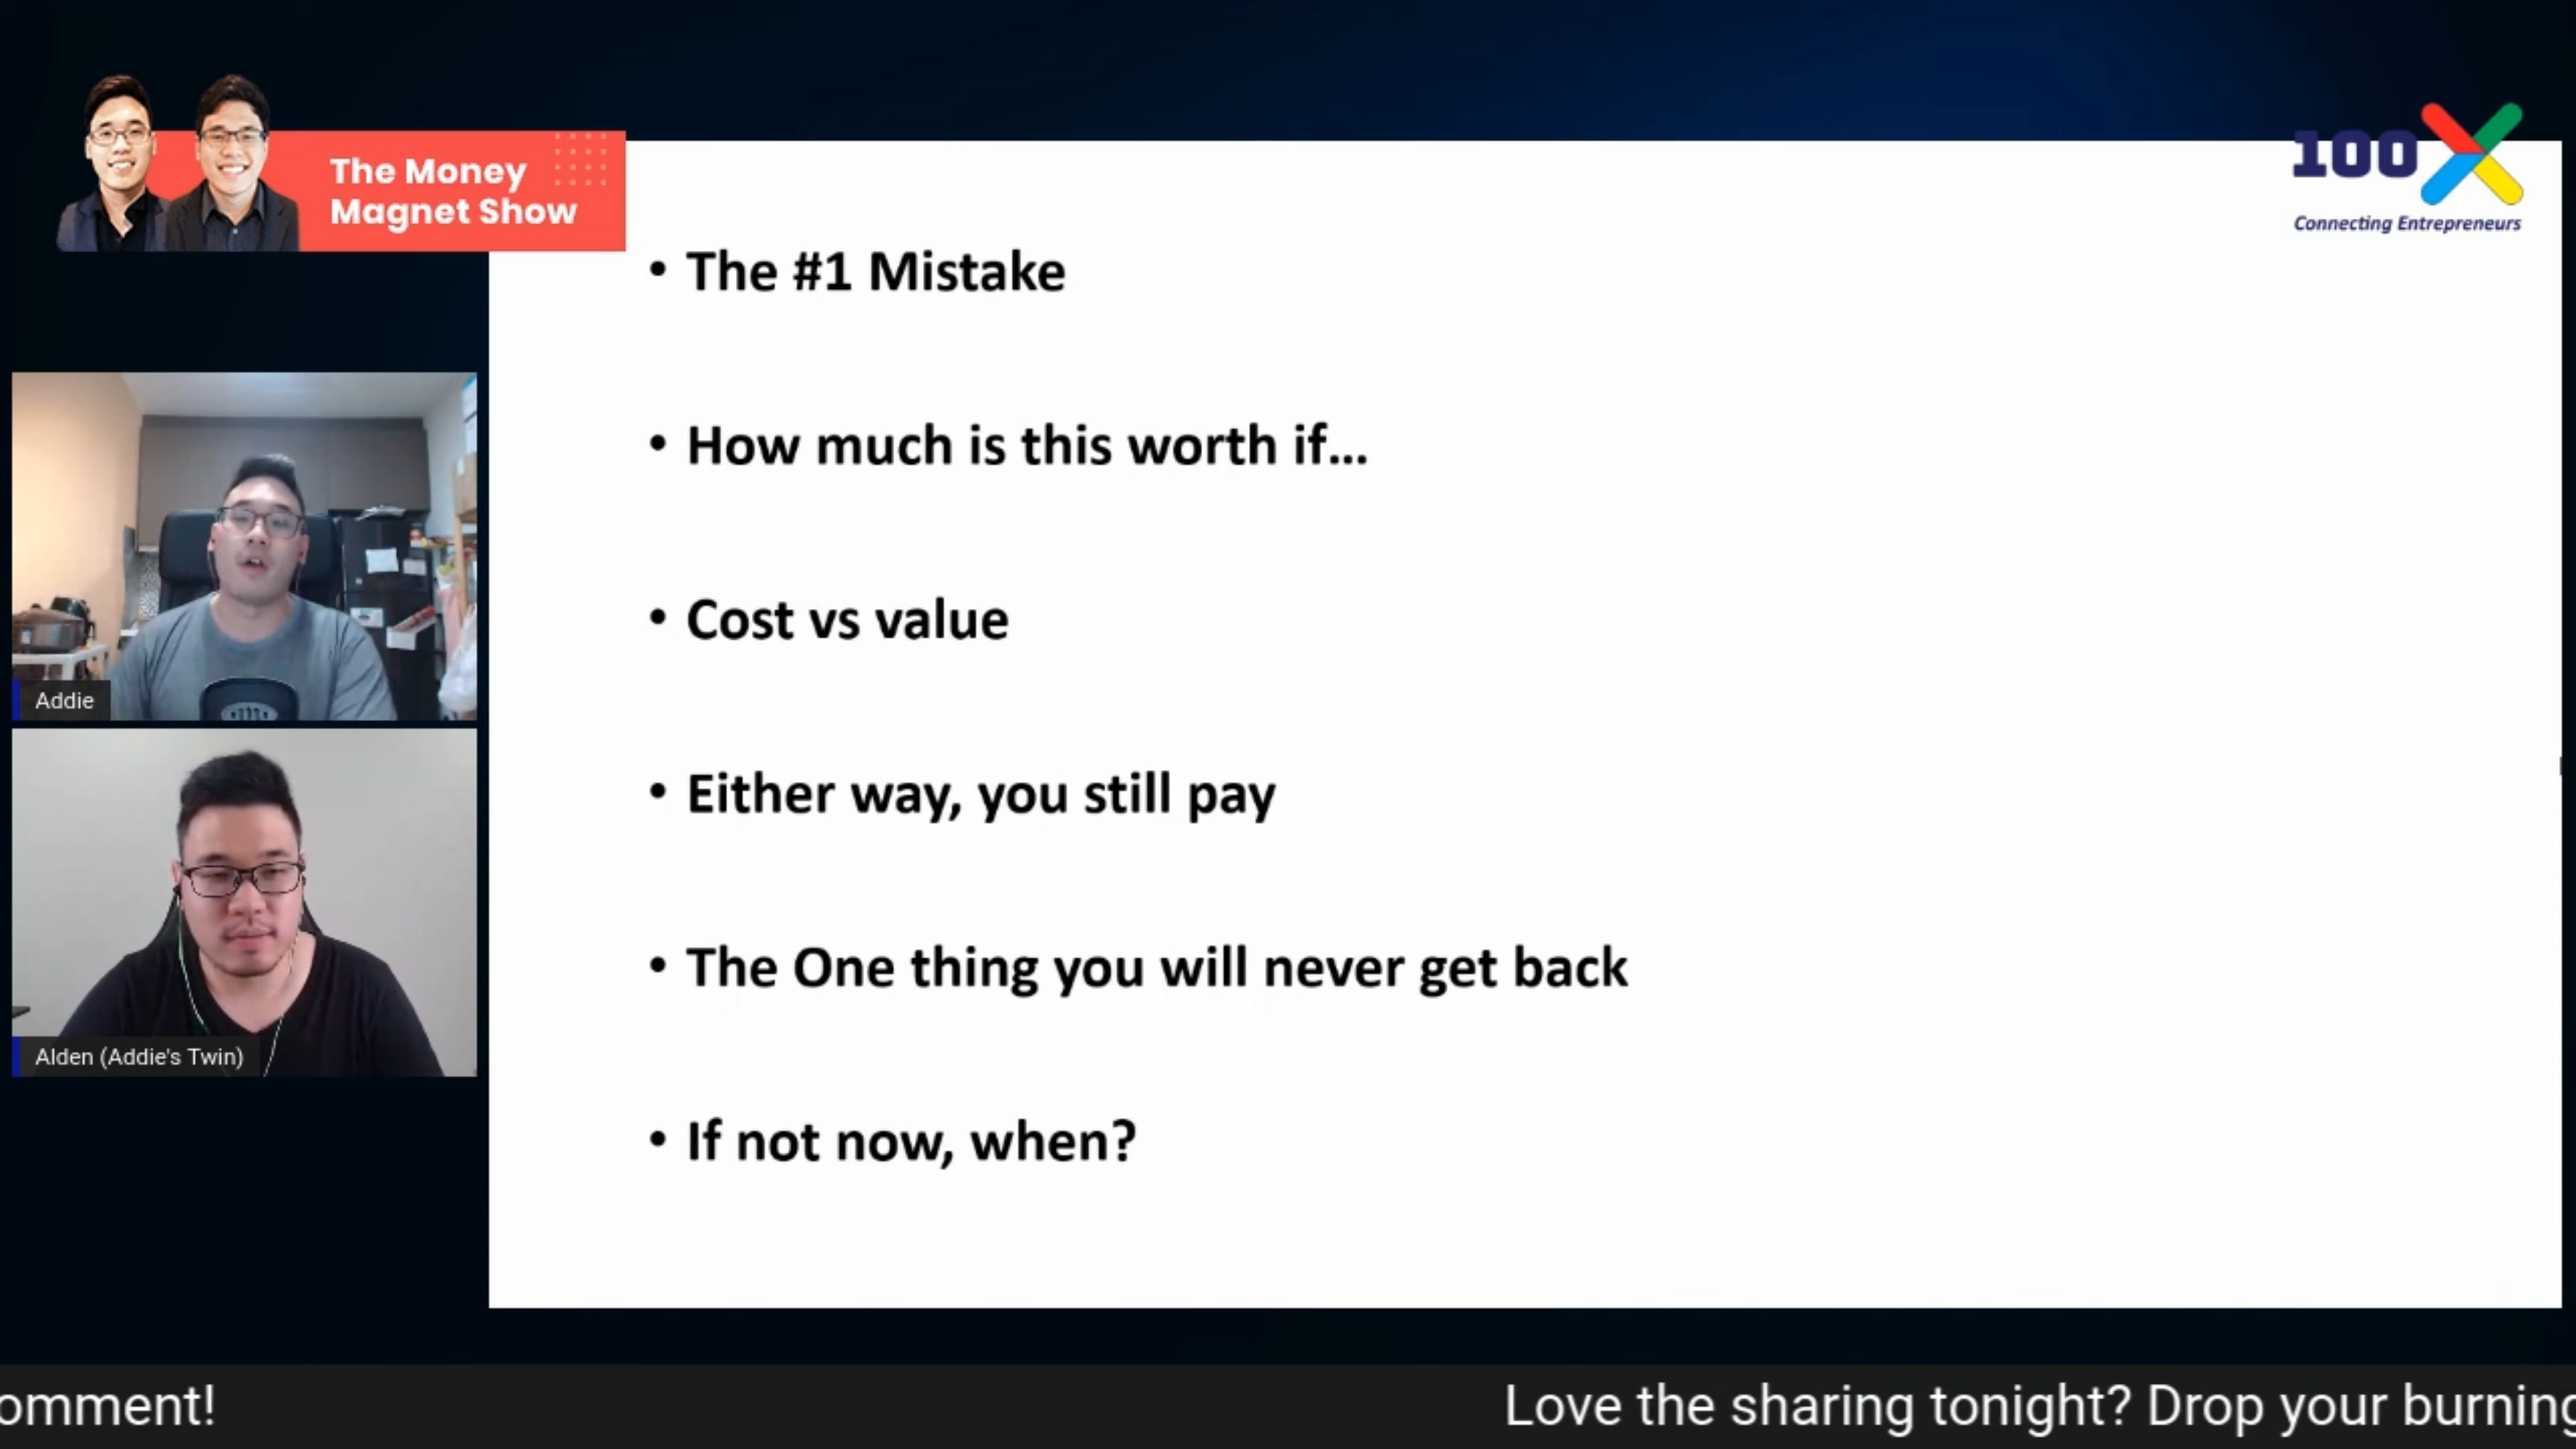 The Money
Magnet Show
100X
Connecting Entrepreneurs
• The #1 Mistake
• How much is this worth if...
• Cost vs value
• Either way, you still pay
• The One thing you will never get back
• If not now, when?
Addie
Alden (Addie's Twin)
omment! Love the sharing tonight? Drop your burning